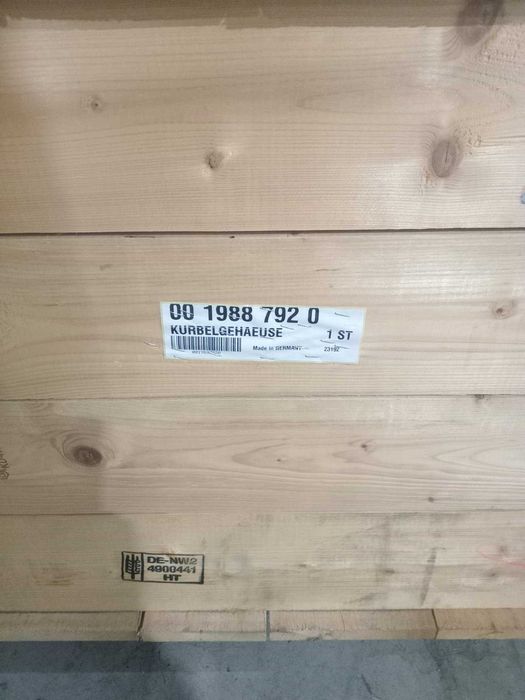 00 1988 792 0
KURBELGEHAEUSE 1 ST
Made in GERMANY 23192
DE-NW2
4900441
HT